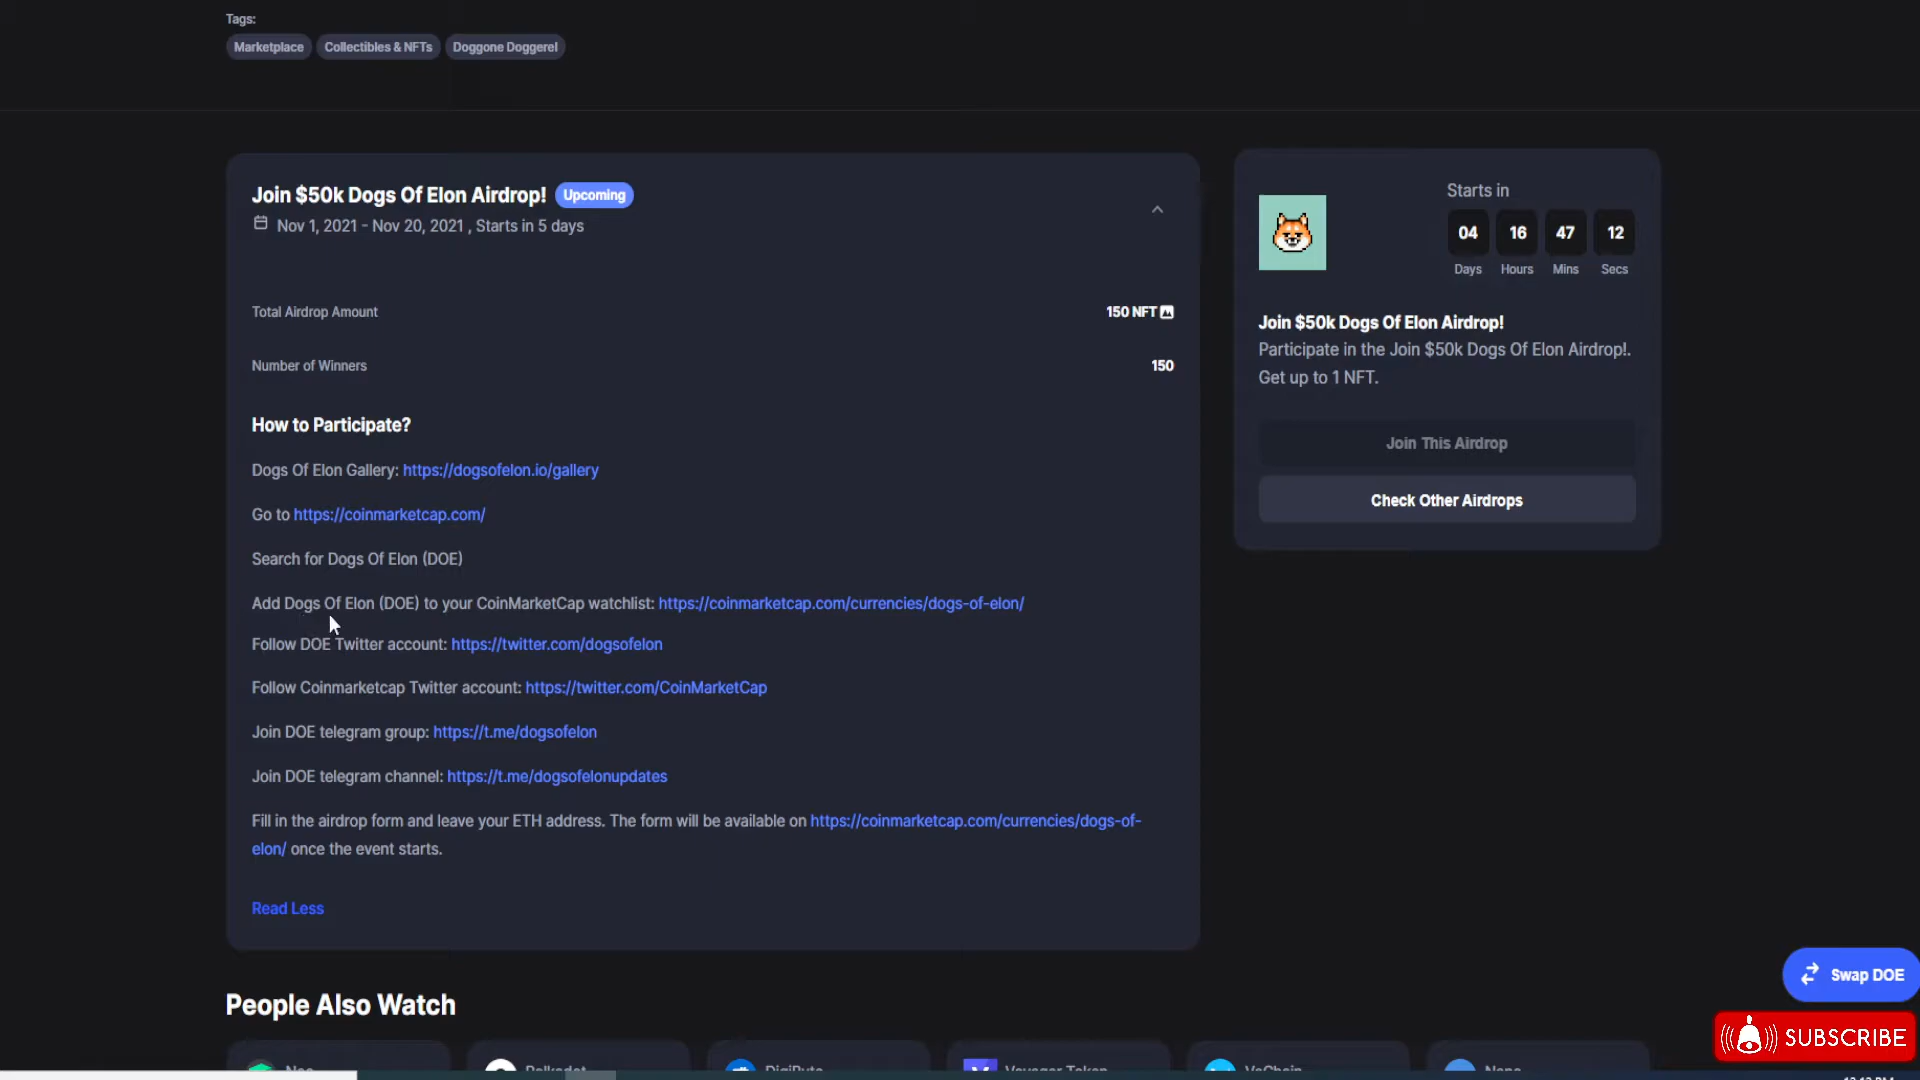 Tags:
Marketplace Collectibles & NFTs Doggone Doggerel
Join $50k Dogs Of Elon Airdrop! Upcoming
Nov 1, 2021 - Nov 20, 2021 , Starts in 5 days
Total Airdrop Amount 150 NFT
Number of Winners 150
How to Participate?
Dogs Of Elon Gallery: https://dogsofelon.io/gallery
Go to https://coinmarketcap.com/
Search for Dogs Of Elon (DOE)
Add Dogs Of Elon (DOE) to your CoinMarketCap watchlist: https://coinmarketcap.com/currencies/dogs-of-elon/
Follow DOE Twitter account: https://twitter.com/dogsofelon
Follow Coinmarketcap Twitter account: https://twitter.com/CoinMarketCap
Join DOE telegram group: https://t.me/dogsofelon
Join DOE telegram channel: https://t.me/dogsofelonupdates
Fill in the airdrop form and leave your ETH address. The form will be available on https://coinmarketcap.com/currencies/dogs-of-
elon/ once the event starts.
Read Less
Starts in
04 16 47 12
Days Hours Mins Secs
Join $50k Dogs Of Elon Airdrop!
Participate in the Join $50k Dogs Of Elon Airdrop!.
Get up to 1 NFT.
Join This Airdrop
Check Other Airdrops
People Also Watch
Swap DOE
SUBSCRIBE
Polkadot DigiByte Voyager Token VeChain